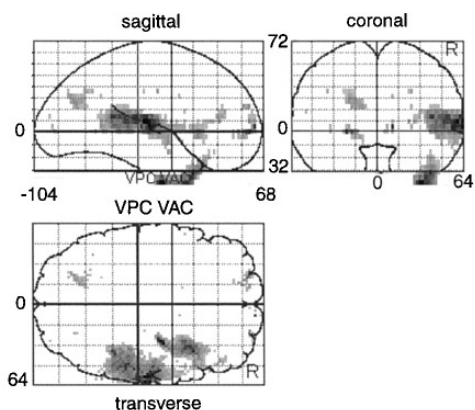 sagittal
coronal
72
R
0
0
VPC VAC
32
-104
68
0
64
VPC VAC
0
R
64
transverse